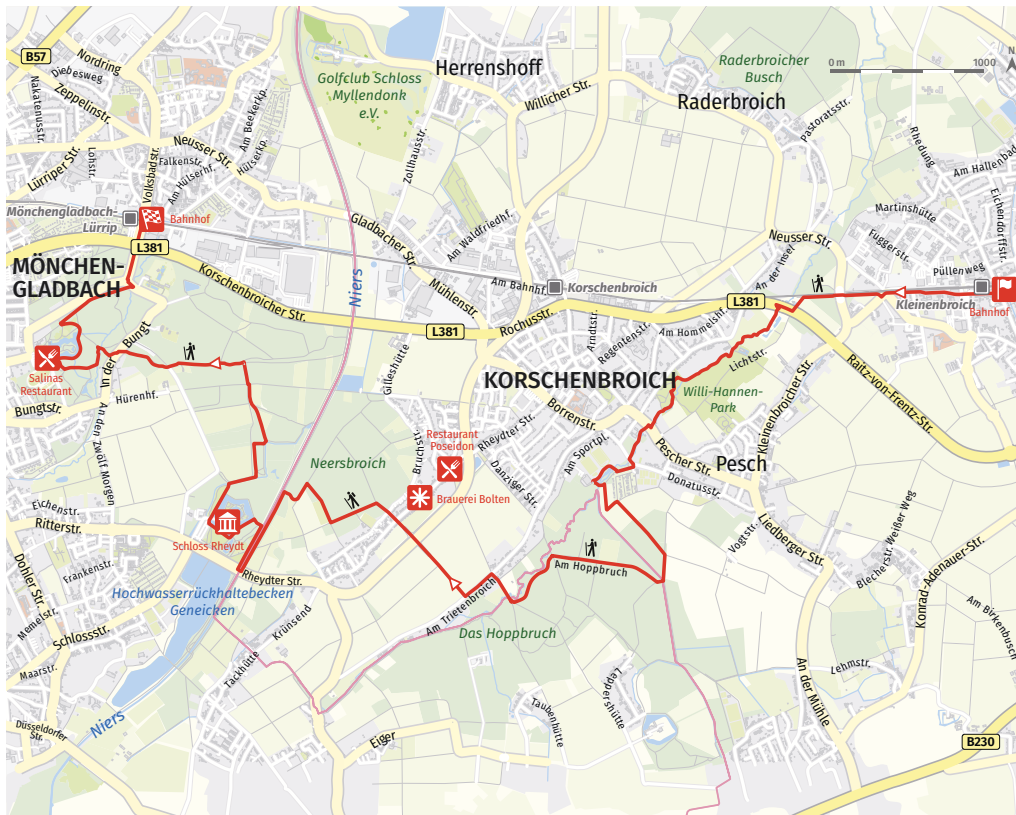 B57
Nordring
Diebesweg
Zeppelinstr.
Nakatenusstr.
Lohstr.
Lürriper Str.
Neusser Str.
Falkenstr.
Volksbadstr.
Am Hülserhf.
Hülserkp.
Am Beekerkp.
Golfclub Schloss
Myllendonk
e.V.
Herrenshoff
Willicher Str.
Zollhausstr.
Raderbroicher
Busch
Raderbroich
Pastoratsstr.
0 m
1000
N
Rhedung
Am Hallenbad
Eichendorffstr.
Martinshütte
Fuggerstr.
Püllenweg
Mönchengladbach-
Lürrip
Bahnhof
L381
MÖNCHEN-
GLADBACH
Korschenbroicher Str.
Niers
Gladbacher Str.
Am Waldfriedhf.
Mühlenstr.
Am Bahnhf.
Korschenbroich
Rochusstr.
L381
Neusser Str.
An der Insel
L381
Am Hommelshf.
Kleinenbroich
Bahnhof
Arndtstr.
Regentenstr.
Lichtstr.
Raitz-von-Frentz-Str.
In der Bungt
Salinas
Restaurant
Bungtstr.
Hürenhf.
An den Zwölf Morgen
Gilleshütte
KORSCHENBROICH
Willi-Hannen-
Park
Kleinenbroicher Str.
Borrenstr.
Restaurant
Poseidon
Rheydter Str.
Bruchstr.
Neersbroich
Brauerei Bolten
Danziger Str.
Am Sportpl.
Pescher Str.
Pesch
Donatusstr.
Eichenstr.
Ritterstr.
Schloss Rheydt
Vogtstr.
Liedberger Str.
Blecherstr.
Weißer Weg
Konrad-Adenauer-Str.
Dohler Str.
Frankenstr.
Memelstr.
Rheydter Str.
Hochwasserrückhaltebecken
Geneicken
Am Hoppbruch
Am Trietenbroich
Das Hoppbruch
Am Birkenbusch
Schlossstr.
Krünsend
Tackhütte
Maarstr.
Lehmstr.
Leppershütte
An der Mühle
Düsseldorfer
Str.
Niers
Taubenhütte
Eiger
B230